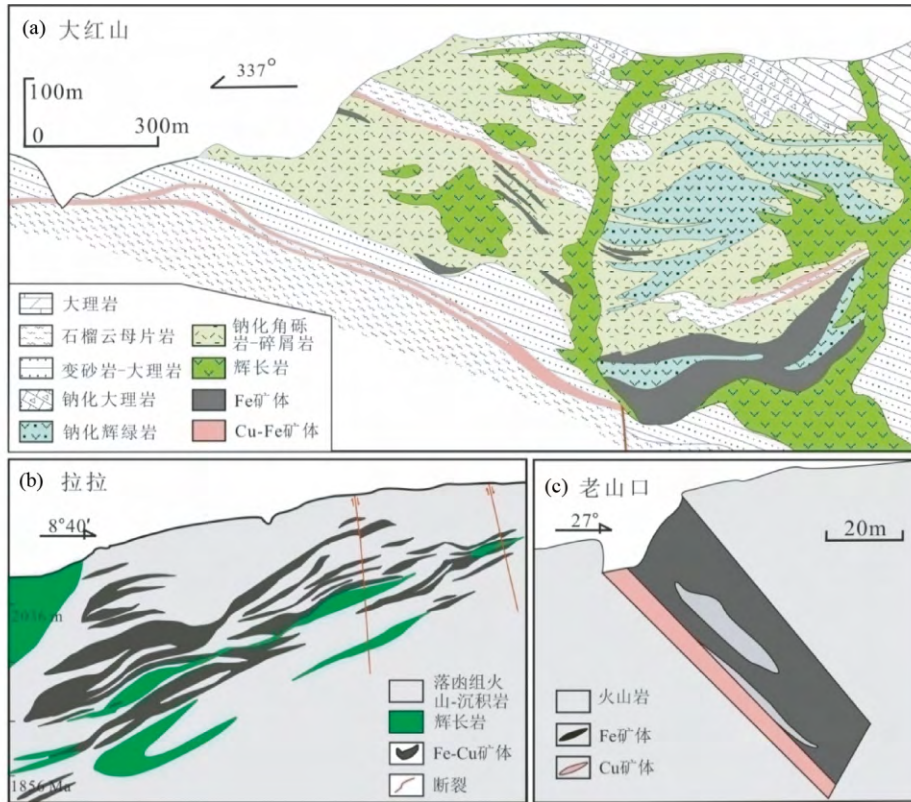 (a) 大红山
337°
100m
0
300m
大理岩
石榴云母片岩
变砂岩-大理岩
钠化大理岩
钠化辉绿岩
钠化角砾
岩-碎屑岩
辉长岩
Fe矿体
Cu-Fe矿体
(b) 拉拉
8°40′
2036 m
1856 Ma
落凼组火
山-沉积岩
辉长岩
Fe-Cu矿体
断裂
(c) 老山口
27°
20m
火山岩
Fe矿体
Cu矿体